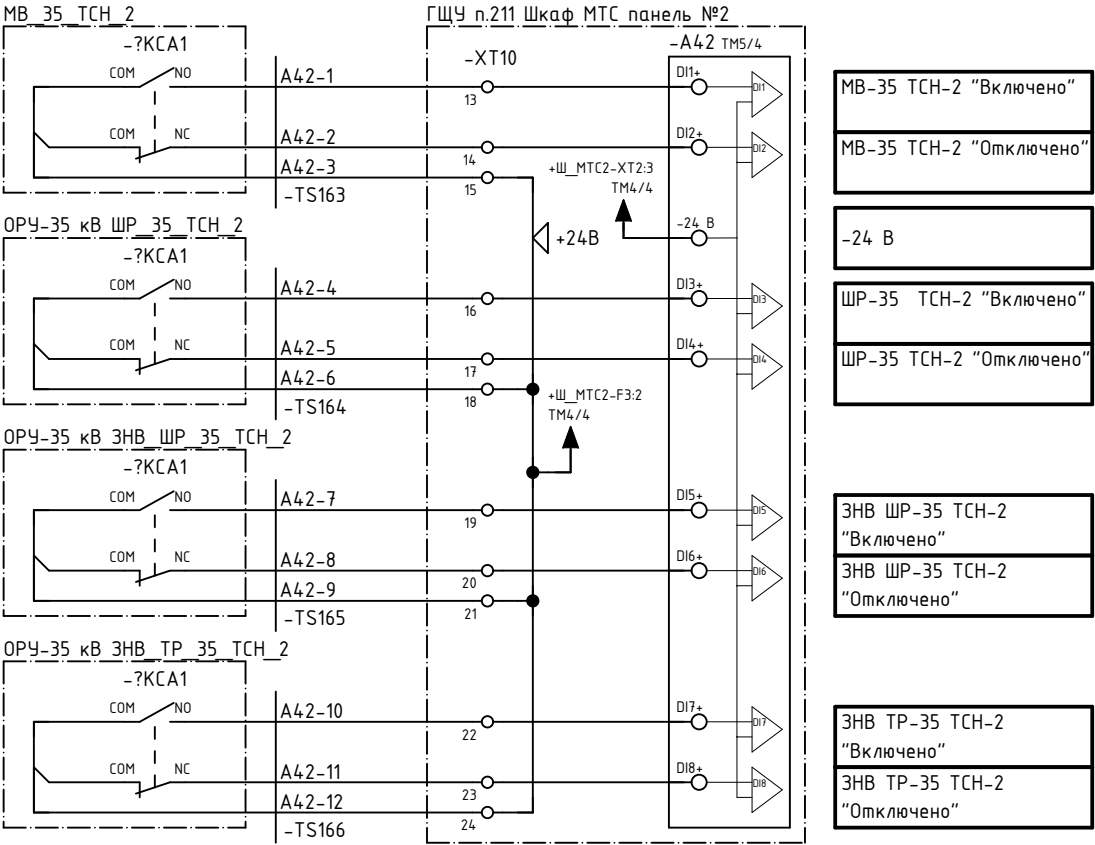 МВ_35_ТСН_2
ГЩУ п.211 Шкаф МТС панель №2
-?КСА1
COM
NO
A42-1
COM
NC
A42-2
A42-3
-TS163
-XT10
13
14
15
-A42 TM5/4
DI1+
DI1
DI2+
DI2
+Ш_МТС2-XT2:3
TM4/4
-24 В
+24В
МВ-35 ТСН-2 "Включено"
МВ-35 ТСН-2 "Отключено"
-24 В
ОРУ-35 кВ ШР_35_ТСН_2
-?КСА1
COM
NO
A42-4
COM
NC
A42-5
A42-6
-TS164
16
17
18
DI3+
DI3
DI4+
DI4
+Ш_МТС2-F3:2
TM4/4
ШР-35 ТСН-2 "Включено"
ШР-35 ТСН-2 "Отключено"
ОРУ-35 кВ ЗНВ_ШР_35_ТСН_2
-?КСА1
COM
NO
A42-7
COM
NC
A42-8
A42-9
-TS165
19
20
21
DI5+
DI5
DI6+
DI6
ЗНВ ШР-35 ТСН-2
"Включено"
ЗНВ ШР-35 ТСН-2
"Отключено"
ОРУ-35 кВ ЗНВ_ТР_35_ТСН_2
-?КСА1
COM
NO
A42-10
COM
NC
A42-11
A42-12
-TS166
22
23
24
DI7+
DI7
DI8+
DI8
ЗНВ ТР-35 ТСН-2
"Включено"
ЗНВ ТР-35 ТСН-2
"Отключено"